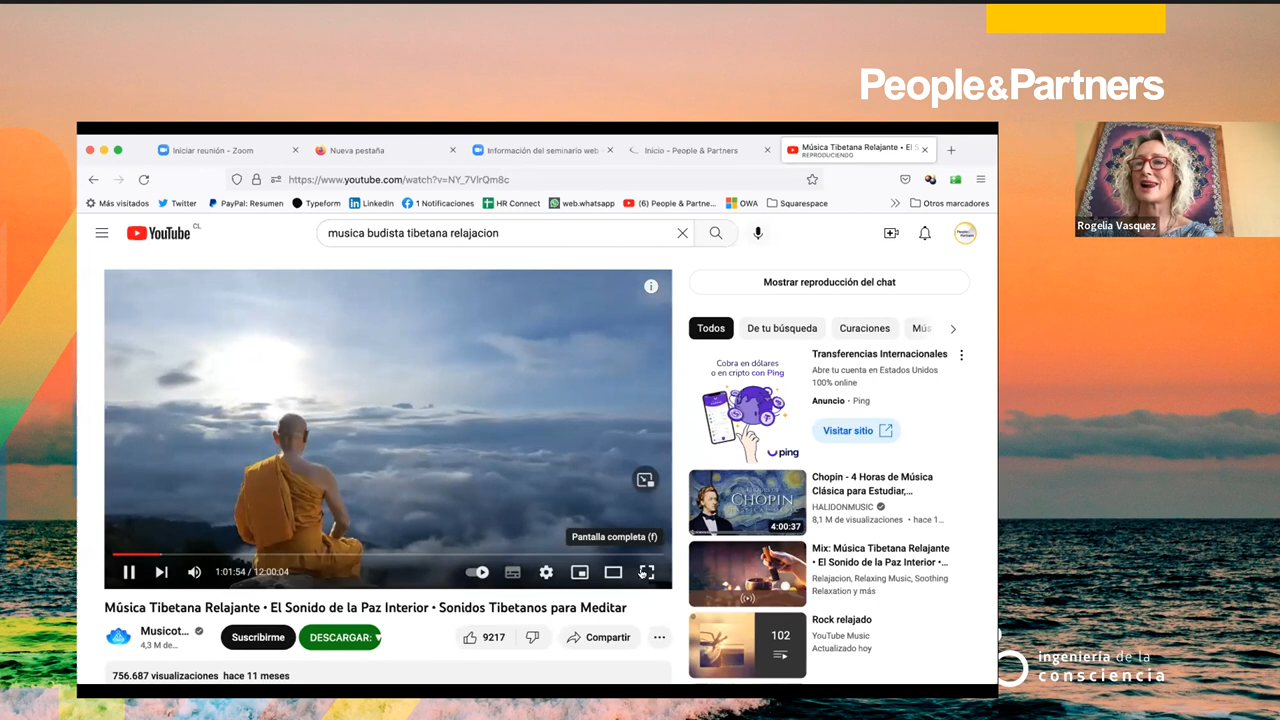 People&Partners
Iniciar reunión - Zoom
Nueva pestaña
Información del seminario web
Inicio - People & Partners
Música Tibetana Relajante • El S
REPRODUCIENDO
https://www.youtube.com/watch?v=NY_7VlrQm8c
Más visitados
Twitter
PayPal: Resumen
Typeform
LinkedIn
1 Notificaciones
HR Connect
web.whatsapp
(6) People & Partne...
OWA
Squarespace
Otros marcadores
YouTube CL
musica budista tibetana relajacion
Rogelia Vasquez
Mostrar reproducción del chat
Todos
De tu búsqueda
Curaciones
Mús
Cobra en dólares
o en cripto con Ping
ping
Transferencias Internacionales
Abre tu cuenta en Estados Unidos
100% online
Anuncio · Ping
Visitar sitio
CHOPIN
4:00:37
Chopin - 4 Horas de Música
Clásica para Estudiar,...
HALIDONMUSIC
8,1 M de visualizaciones • hace 1...
Mix: Música Tibetana Relajante
• El Sonido de la Paz Interior •...
Relajacion, Relaxing Music, Soothing
Relaxation y más
102
Rock relajado
YouTube Music
Actualizado hoy
Pantalla completa (f)
1:01:54 / 12:00:04
Música Tibetana Relajante • El Sonido de la Paz Interior • Sonidos Tibetanos para Meditar
Musicot...
4,3 M de...
Suscribirme
DESCARGAR:
9217
Compartir
756.687 visualizaciones hace 11 meses
ingeniería de la
consciencia